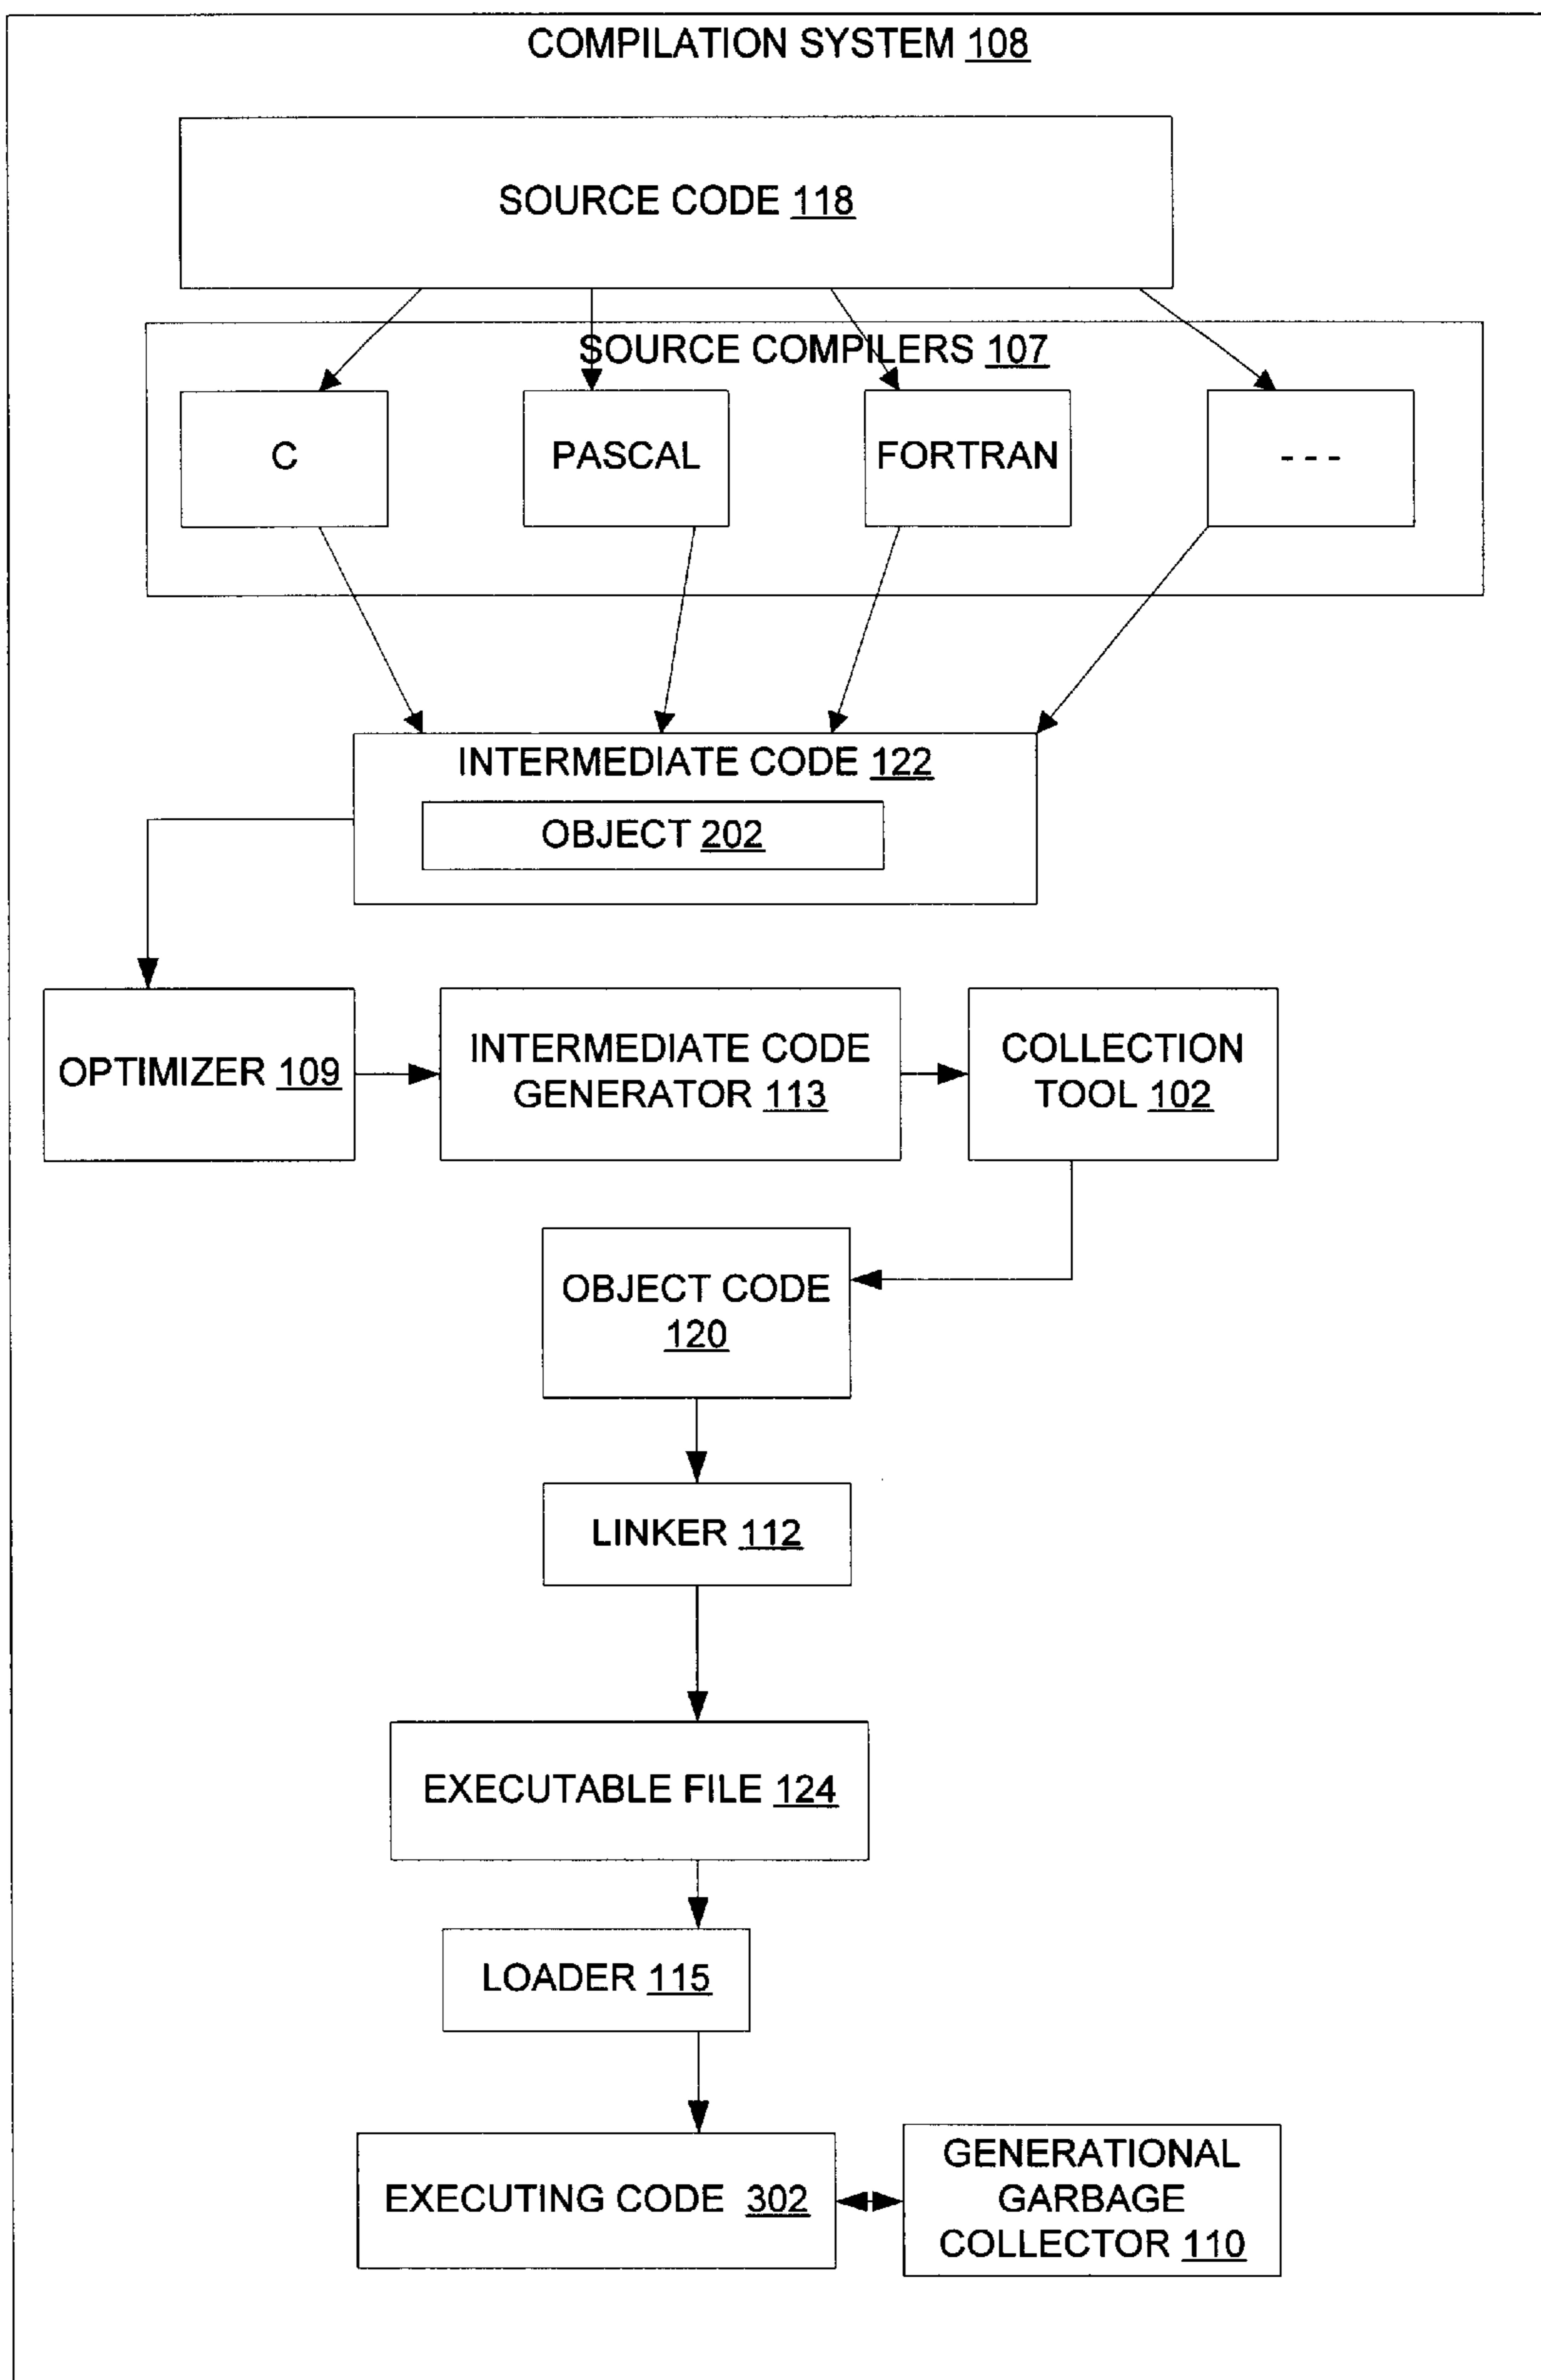 COMPILATION SYSTEM 108
SOURCE CODE 118
SOURCE COMPILERS 107
C
PASCAL
FORTRAN
- - -
INTERMEDIATE CODE 122
OBJECT 202
OPTIMIZER 109
INTERMEDIATE CODE
GENERATOR 113
COLLECTION
TOOL 102
OBJECT CODE
120
LINKER 112
EXECUTABLE FILE 124
LOADER 115
EXECUTING CODE 302
GENERATIONAL
GARBAGE
COLLECTOR 110